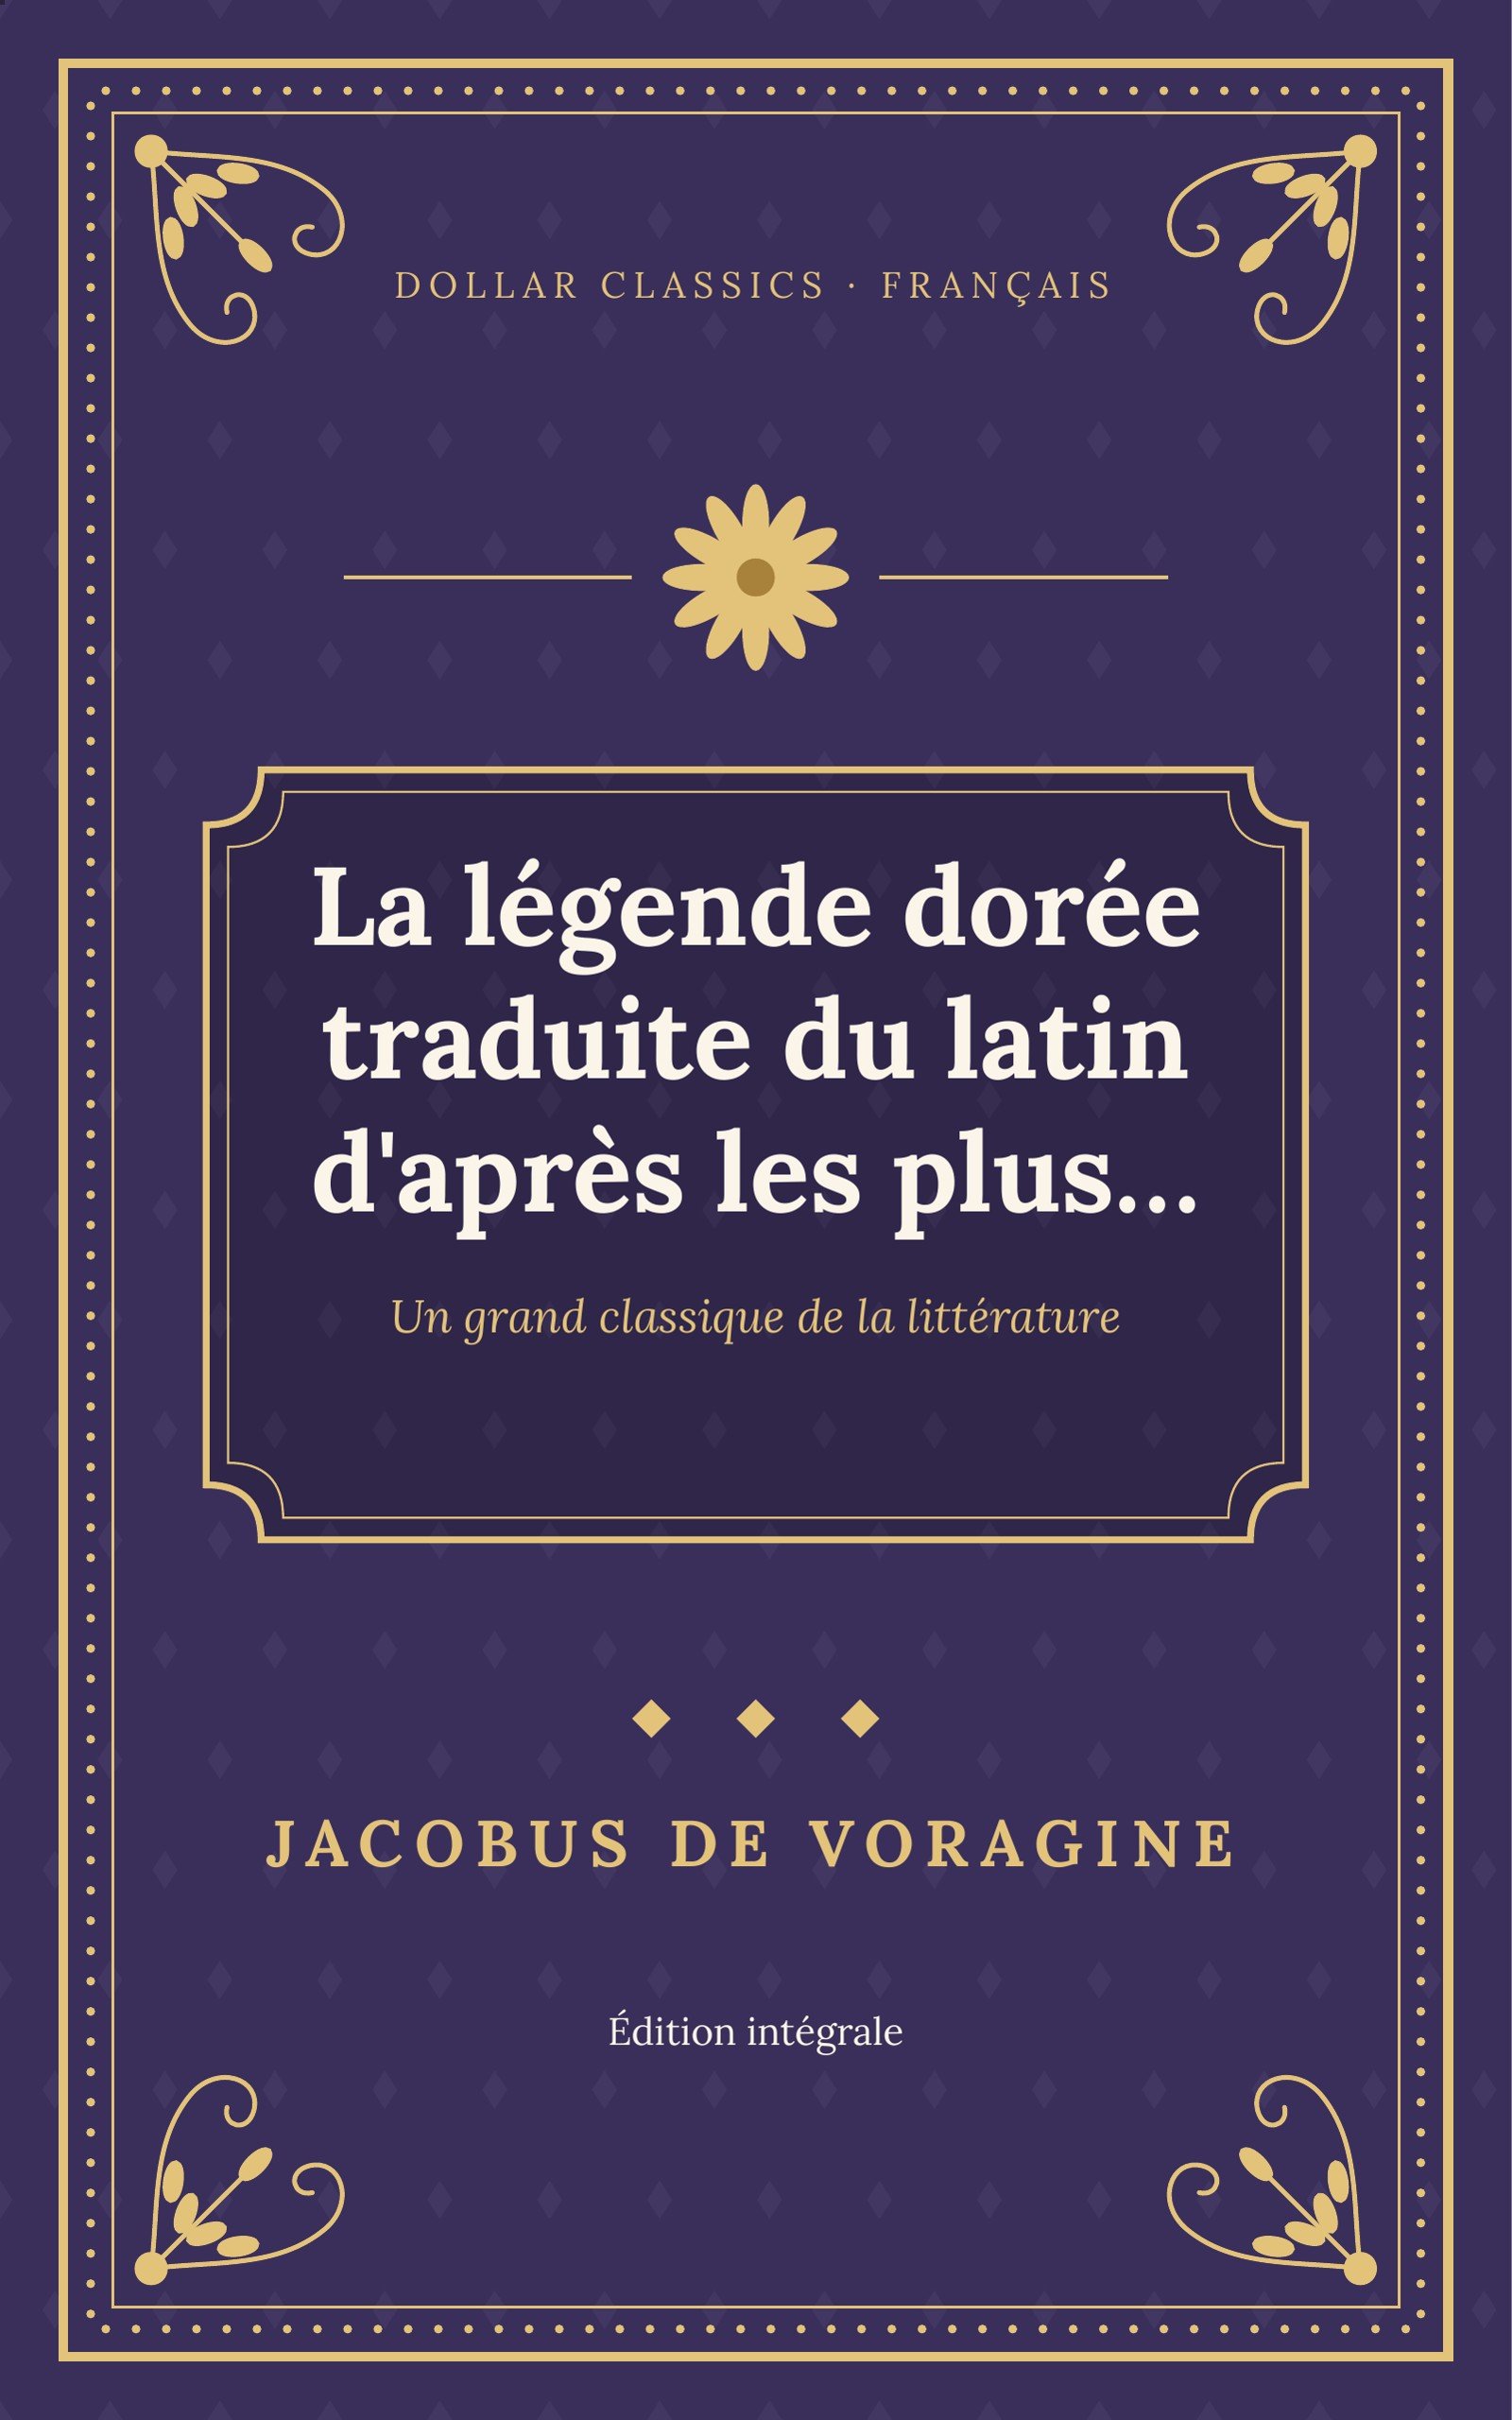 DOLLAR CLASSICS · FRANÇAIS
La légende dorée
traduite du latin
d'après les plus...
Un grand classique de la littérature
JACOBUS DE VORAGINE
Édition intégrale